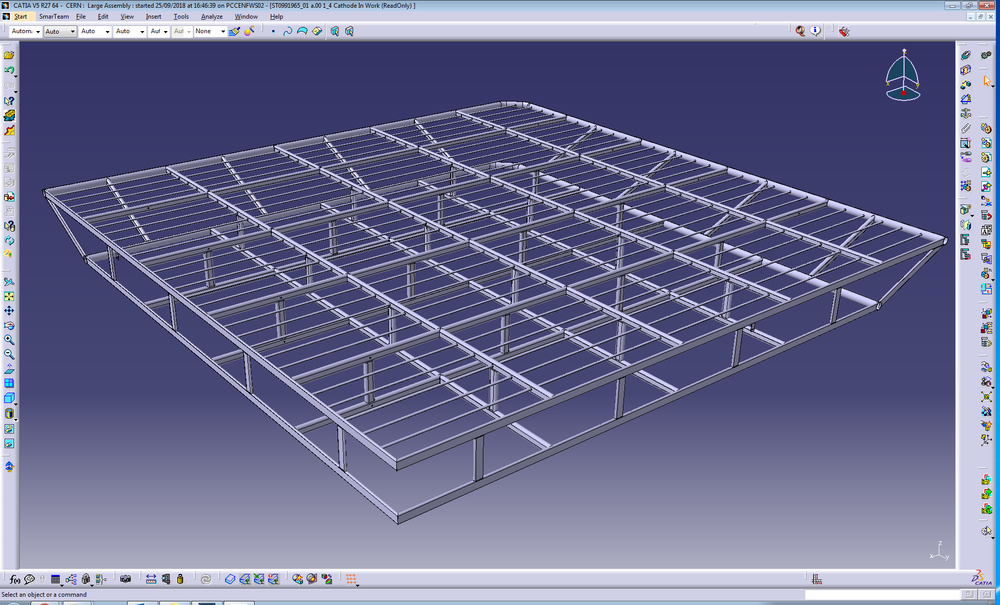 CATIA V5 R27 64 - CERN : Large Assembly : started 25/09/2018 at 16:46:39 on PCCENFWS02 - [ST0991965_01 a.00 1_4 Cathode In Work (ReadOnly) ]
Start SmarTeam File Edit View Insert Tools Analyze Window Help
Autom Auto Auto Auto Aut Aut None
z
x y
z
x y
f(x)
DS CATIA
Select an object or a command